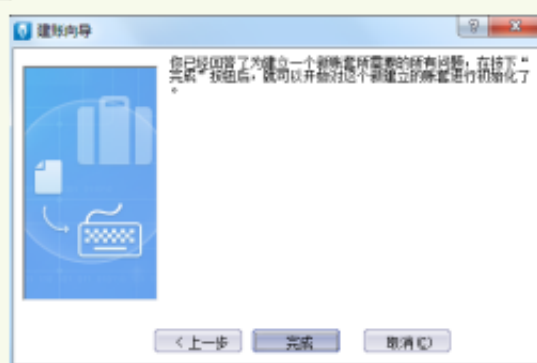 建账向导
你已经回答了为建立一个新账套所需要的所有问题，在按下“
完成”按钮后，就可以开始对这个新建立的账套进行初始化了
。
<上一步
完成
取消(C)